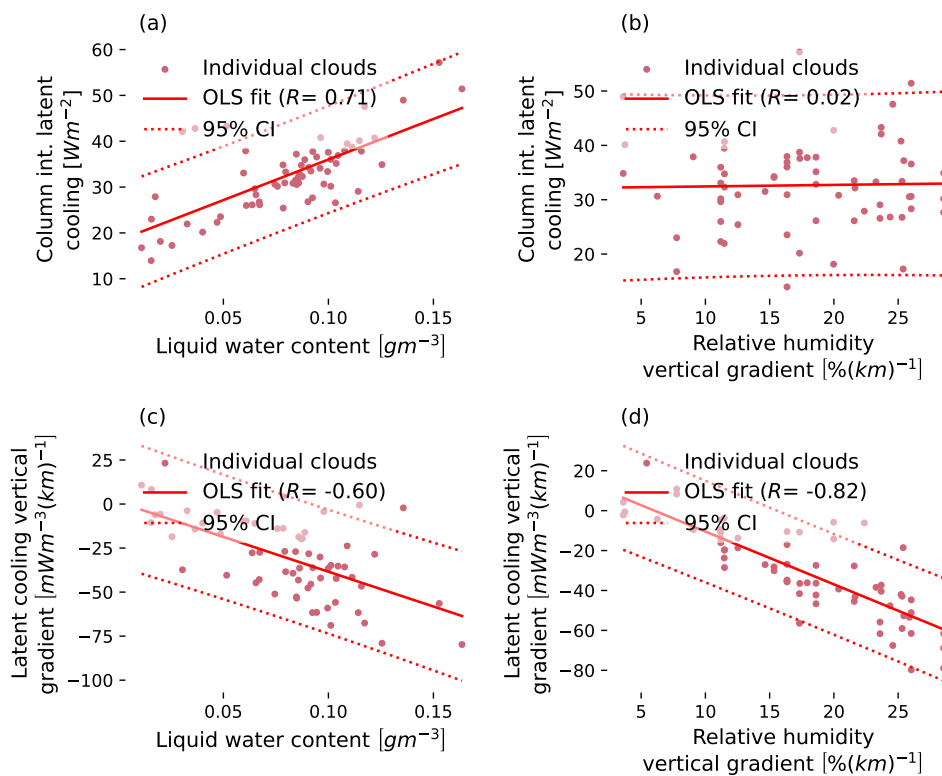 (a)
Individual clouds
OLS fit (R= 0.71)
95% CI
Column int. latent
cooling [Wm⁻²]
60
50
40
30
20
10
0.05
0.10
0.15
Liquid water content [gm⁻³]
(b)
Individual clouds
OLS fit (R= 0.02)
95% CI
Column int. latent
cooling [Wm⁻²]
50
40
30
20
5
10
15
20
25
Relative humidity
vertical gradient [%(km)⁻¹]
(c)
Individual clouds
OLS fit (R= -0.60)
95% CI
Latent cooling vertical
gradient [mWm⁻³(km)⁻¹]
25
0
−25
−50
−75
−100
0.05
0.10
0.15
Liquid water content [gm⁻³]
(d)
Individual clouds
OLS fit (R= -0.82)
95% CI
Latent cooling vertical
gradient [mWm⁻³(km)⁻¹]
20
0
−20
−40
−60
−80
5
10
15
20
25
Relative humidity
vertical gradient [%(km)⁻¹]